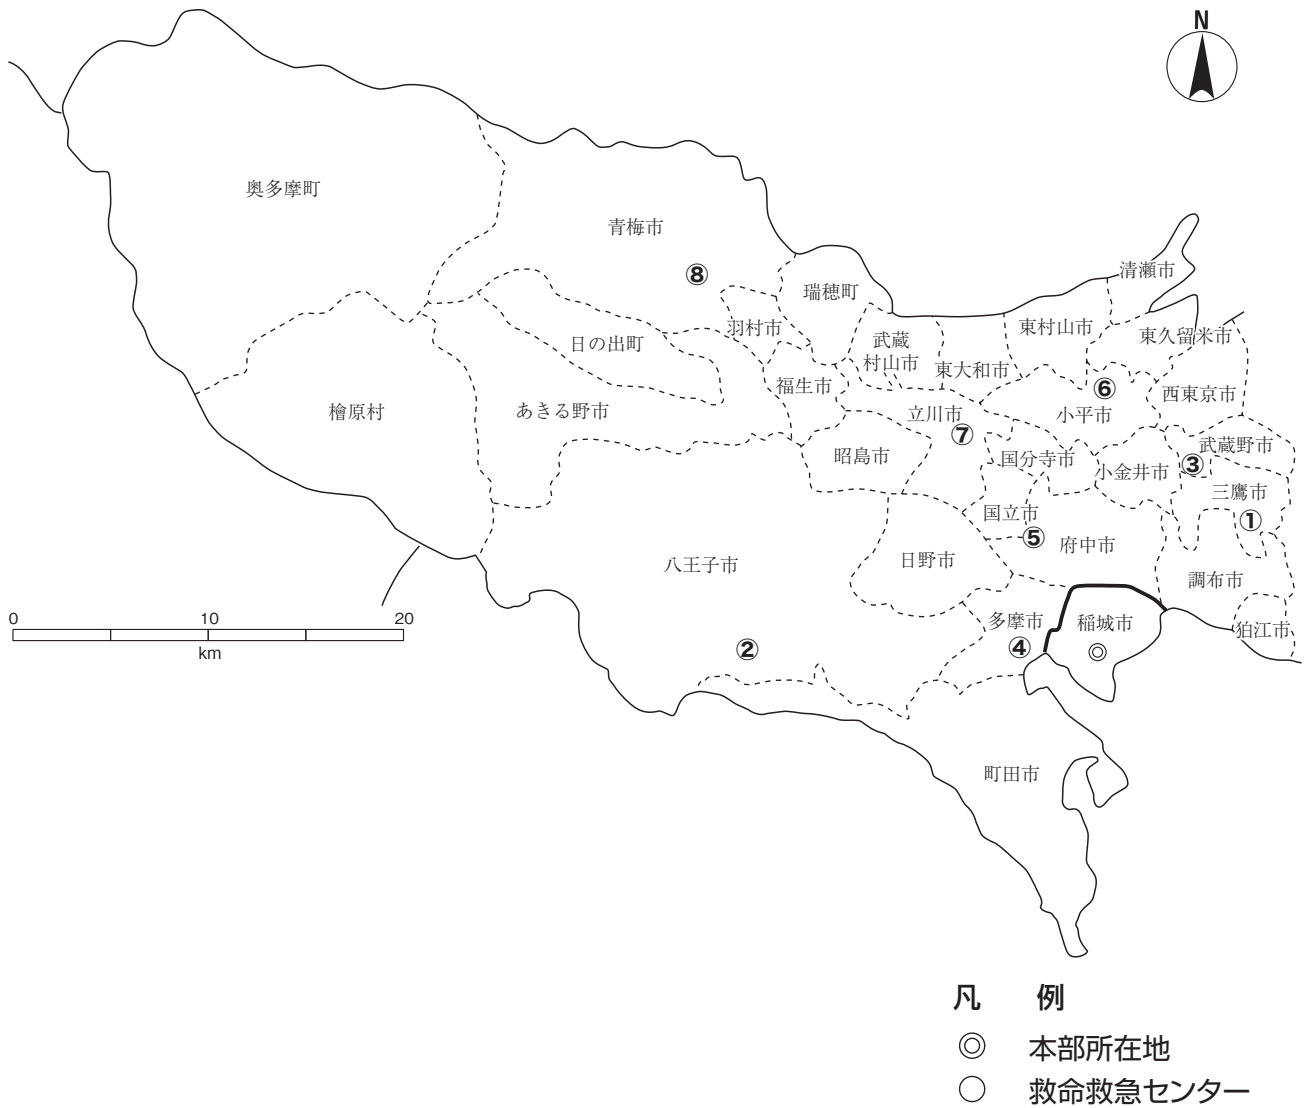 N
奥多摩町
青梅市
⑧
瑞穂町
清瀬市
羽村市
武蔵
村山市
東大和市
東村山市
東久留米市
日の出町
福生市
⑥
西東京市
檜原村
あきる野市
立川市
⑦
小平市
昭島市
国分寺市
小金井市
③
武蔵野市
三鷹市
①
国立市
⑤
府中市
八王子市
日野市
調布市
多摩市
④
稲城市
狛江市
②
0 10 20
km
町田市
凡 例
◎ 本部所在地
○ 救命救急センター